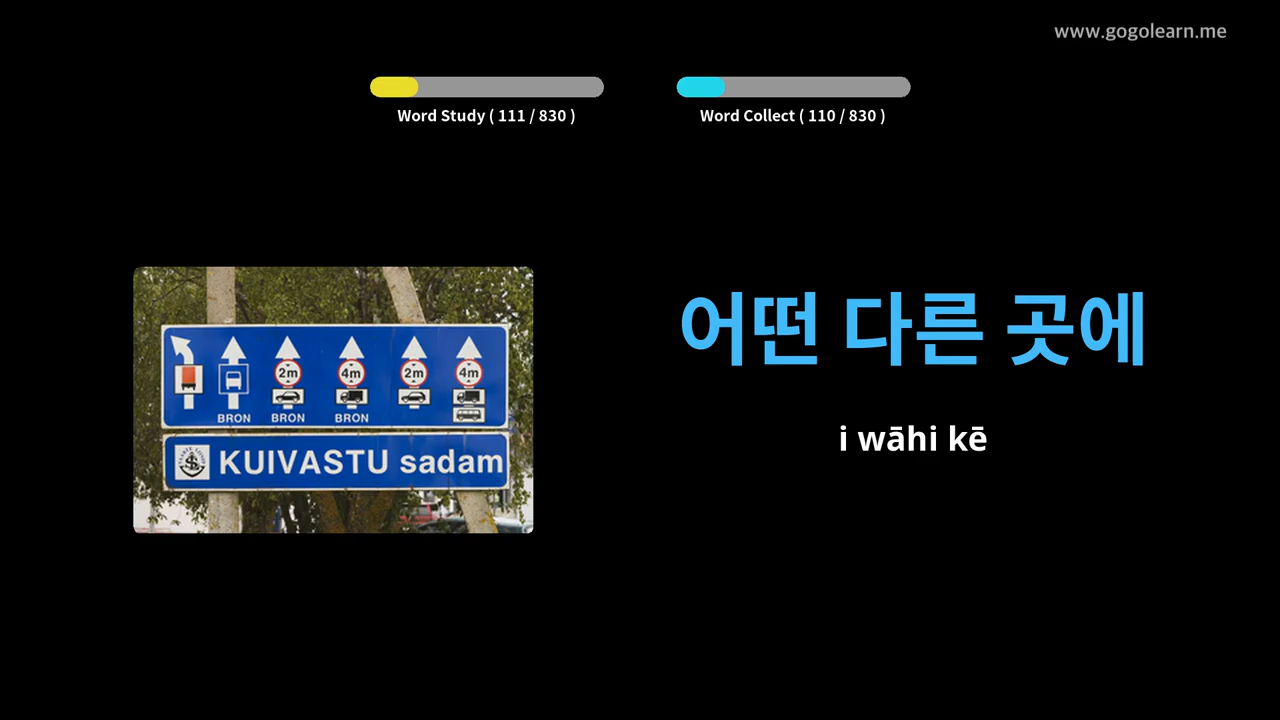 www.gogolearn.me
Word Study ( 111 / 830 )
Word Collect ( 110 / 830 )
2m
4m
2m
4m
BRON
BRON
BRON
KUIVASTU sadam
어떤 다른 곳에
i wāhi kē